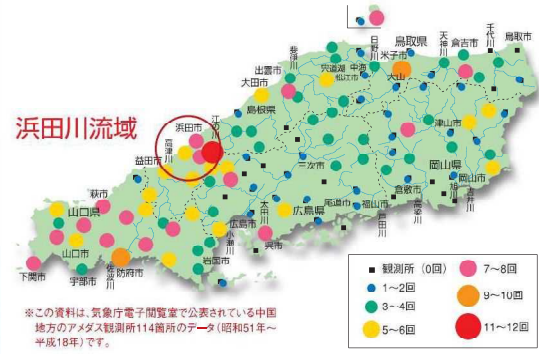 鳥取県
鳥取市
千代川
天神川
倉吉市
日野川
米子市
大山
中海
宍道湖
松江市
斐伊川
出雲市
大田市
島根県
江の川
浜田市
浜田川流域
高津川
益田市
津山市
岡山県
岡山市
旭川
吉井川
倉敷市
高梁川
三次市
福山市
芦田川
尾道市
広島県
広島市
太田川
呉市
小瀬川
岩国市
萩市
山口県
山口市
佐波川
防府市
宇部市
下関市
観測所（0回）
1～2回
3～4回
5～6回
7～8回
9～10回
11～12回
※この資料は、気象庁電子閲覧室で公表されている中国
地方のアメダス観測所114箇所のデータ（昭和51年～
平成18年）です。